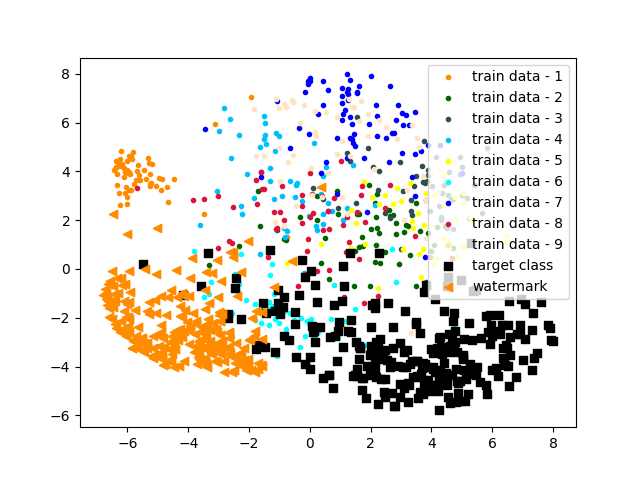 8
6
4
2
0
−2
−4
−6
−6
−4
−2
0
2
4
6
8
train data - 1
train data - 2
train data - 3
train data - 4
train data - 5
train data - 6
train data - 7
train data - 8
train data - 9
target class
watermark